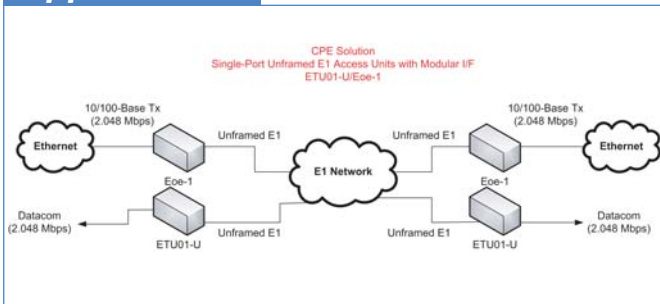 CPE Solution
Single-Port Unframed E1 Access Units with Modular I/F
ETU01-U/Eoe-1
10/100-Base Tx
(2.048 Mbps)
10/100-Base Tx
(2.048 Mbps)
Unframed E1
Unframed E1
Ethernet
Ethernet
E1 Network
Eoe-1
Eoe-1
Datacom
(2.048 Mbps)
Datacom
(2.048 Mbps)
Unframed E1
Unframed E1
ETU01-U
ETU01-U